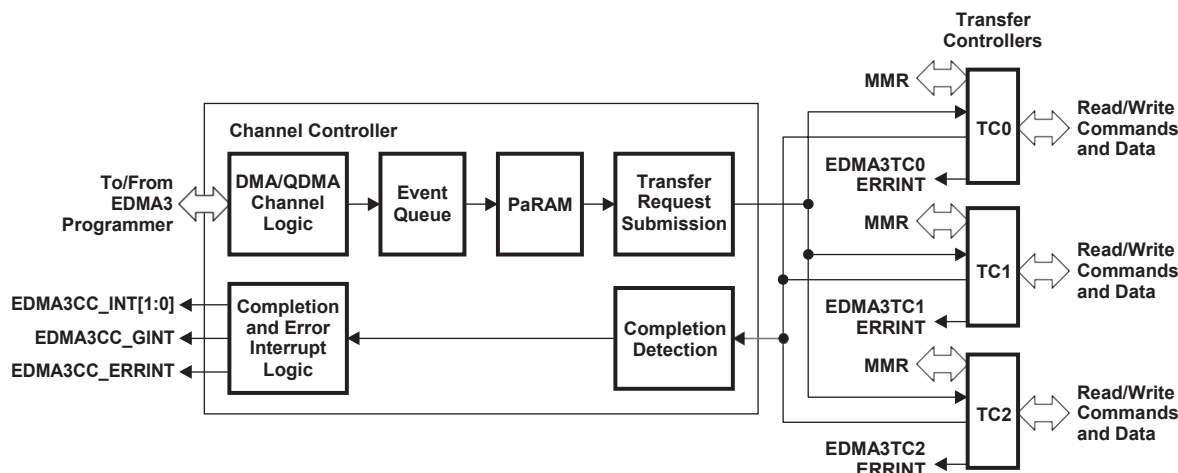 Transfer
Controllers
MMR
TC0
Read/Write
Commands
and Data
EDMA3TC0
ERRINT
Channel Controller
To/From
EDMA3
Programmer
DMA/QDMA
Channel
Logic
Event
Queue
PaRAM
Transfer
Request
Submission
MMR
TC1
Read/Write
Commands
and Data
EDMA3TC1
ERRINT
EDMA3CC_INT[1:0]
EDMA3CC_GINT
EDMA3CC_ERRINT
Completion
and Error
Interrupt
Logic
Completion
Detection
MMR
TC2
Read/Write
Commands
and Data
EDMA3TC2
ERRINT